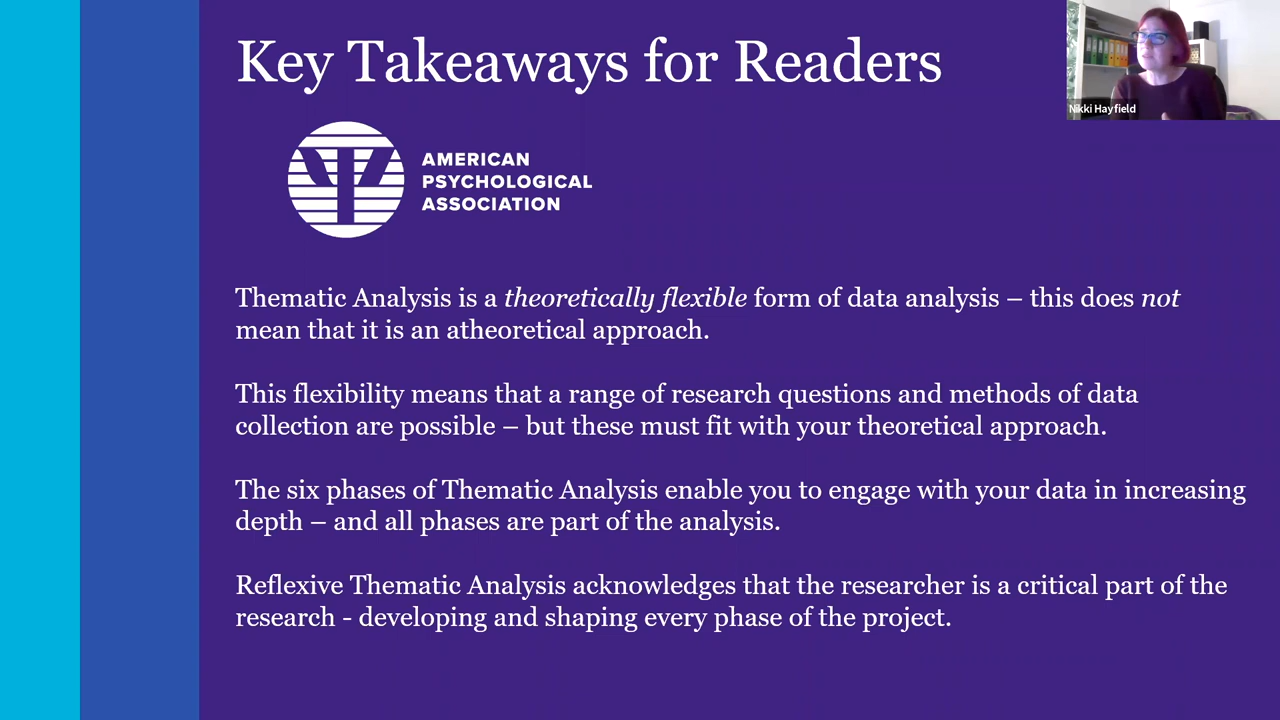 Key Takeaways for Readers
Nikki Hayfield
AMERICAN
PSYCHOLOGICAL
ASSOCIATION
Thematic Analysis is a theoretically flexible form of data analysis – this does not
mean that it is an atheoretical approach.
This flexibility means that a range of research questions and methods of data
collection are possible – but these must fit with your theoretical approach.
The six phases of Thematic Analysis enable you to engage with your data in increasing
depth – and all phases are part of the analysis.
Reflexive Thematic Analysis acknowledges that the researcher is a critical part of the
research - developing and shaping every phase of the project.